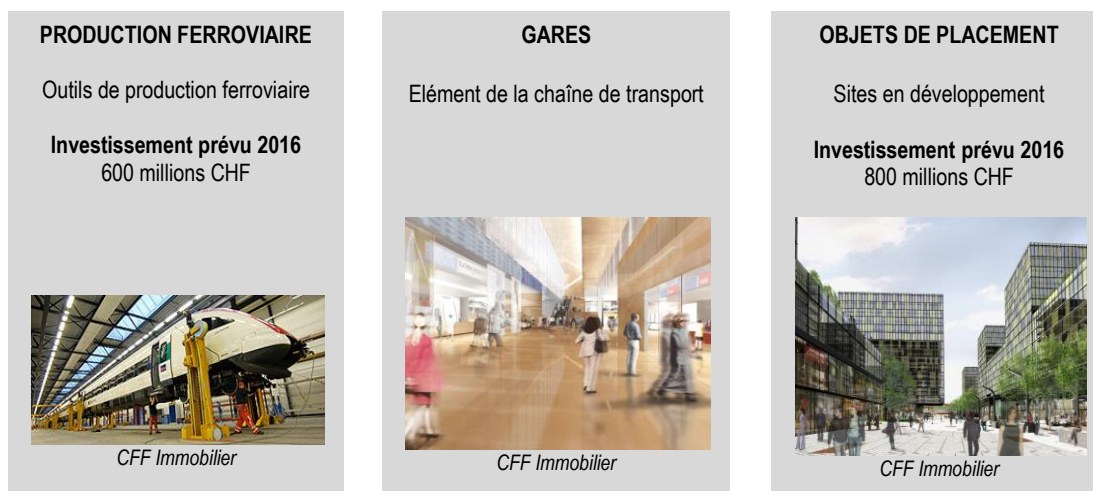 PRODUCTION FERROVIAIRE
Outils de production ferroviaire
Investissement prévu 2016
600 millions CHF
CFF Immobilier
GARES
Elément de la chaîne de transport
CFF Immobilier
OBJETS DE PLACEMENT
Sites en développement
Investissement prévu 2016
800 millions CHF
CFF Immobilier